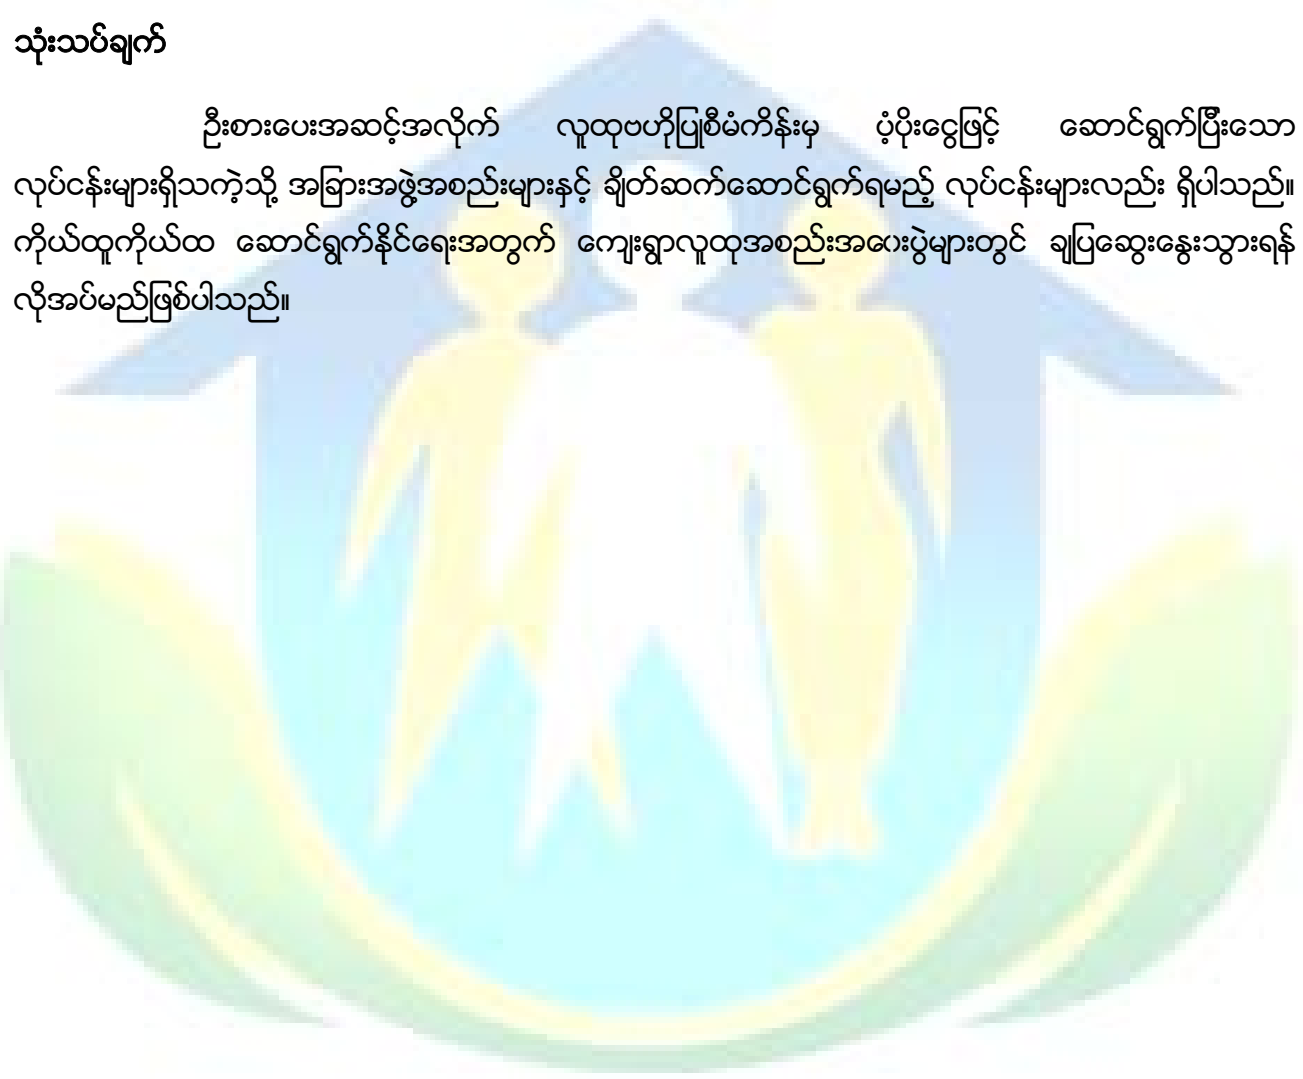 သုံးသပ်ချက်
ဦးစားပေးအဆင့်အလိုက် လူထုဗဟိုပြုစီမံကိန်းမှ ပံ့ပိုးငွေဖြင့် ဆောင်ရွက်ပြီးသော
လုပ်ငန်းများရှိသကဲ့သို့ အခြားအဖွဲ့အစည်းများနှင့် ချိတ်ဆက်ဆောင်ရွက်ရမည့် လုပ်ငန်းများလည်း ရှိပါသည်။
ကိုယ်ထူကိုယ်ထ ဆောင်ရွက်နိုင်ရေးအတွက် ကျေးရွာလူထုအစည်းအဝေးပွဲများတွင် ချပြဆွေးနွေးသွားရန်
လိုအပ်မည်ဖြစ်ပါသည်။